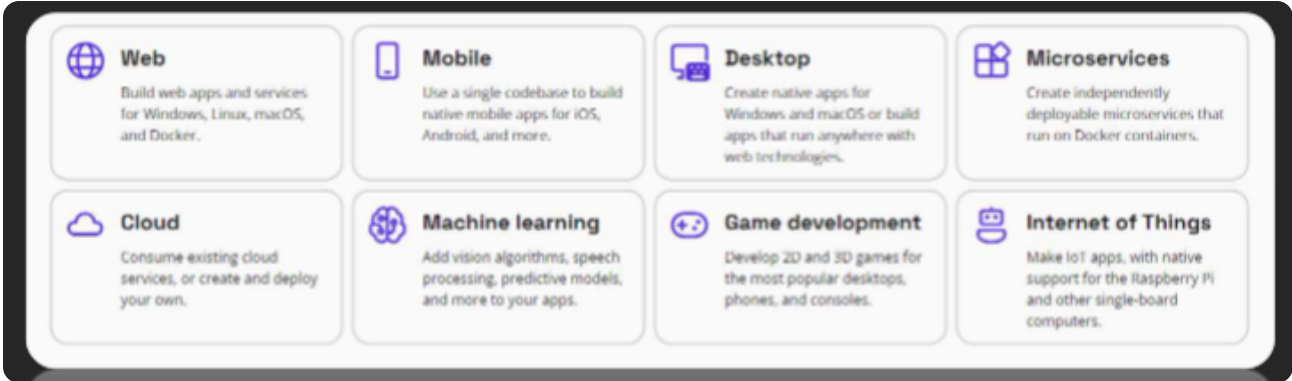 Web
Build web apps and services
for Windows, Linux, macOS,
and Docker.
Mobile
Use a single codebase to build
native mobile apps for iOS,
Android, and more.
Desktop
Create native apps for
Windows and macOS or build
apps that run anywhere with
web technologies.
Microservices
Create independently
deployable microservices that
run on Docker containers.
Cloud
Consume existing cloud
services, or create and deploy
your own.
Machine learning
Add vision algorithms, speech
processing, predictive models,
and more to your apps.
Game development
Develop 2D and 3D games for
the most popular desktops,
phones, and consoles.
Internet of Things
Make IoT apps, with native
support for the Raspberry Pi
and other single-board
computers.